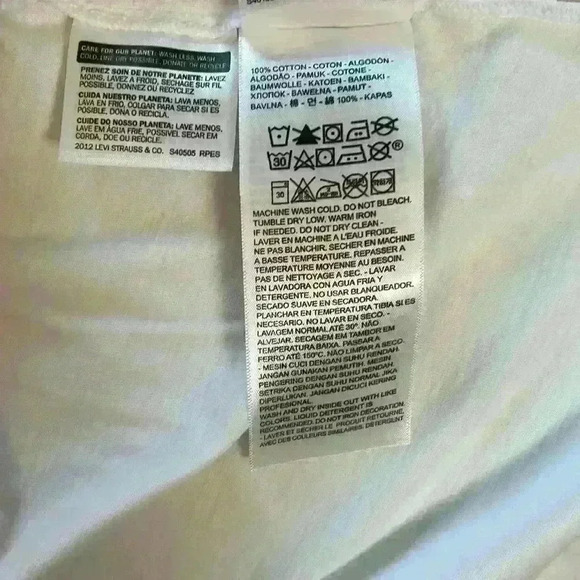 CARE FOR OUR PLANET: WASH LESS, WASH
COLD, LINE DRY POSSIBLE, DONATE OR RECYCLE
PRENEZ SOIN DE NOTRE PLANETE: LAVEZ
MOINS, LAVEZ A FROID, SECHAGE SUR FIL
POSSIBLE, DONNEZ OU RECYCLEZ
CUIDA NUESTRO PLANETA: LAVA MENOS,
LAVA EN FRIO, COLGAR PARA SECAR SI ES
POSIBLE, DONA O RECICLA.
CUIDE DO NOSSO PLANETA: LAVE MENOS,
LAVE EM ÁGUA FRIE, POSSIVEL SECAR EM
CORDA, DOE OU RECICLE.
2012 LEVI STRAUSS & CO. S40505 RPES
100% COTTON - COTON - ALGODÓN -
ALGODÃO - PAMUK - COTONE -
BAUMWOLLE - KATOEN - BAMBAKI -
ХЛОПОК - BAWEŁNA - PAMUT -
BAVLNA - 棉 - 면 - 綿 100% - KAPAS
30 ®
30
MACHINE WASH COLD. DO NOT BLEACH.
TUMBLE DRY LOW. WARM IRON
IF NEEDED. DO NOT DRY CLEAN -
LAVER EN MACHINE A L'EAU FROIDE.
NE PAS BLANCHIR. SECHER EN MACHINE
A BASSE TEMPERATURE. REPASSER A
TEMPERATURE MOYENNE AU BESOIN.
PAS DE NETTOYAGE A SEC. - LAVAR
EN LAVADORA CON AGUA FRIA Y
DETERGENTE. NO USAR BLANQUEADOR.
SECADO SUAVE EN SECADORA.
PLANCHAR EN TEMPERATURA TIBIA SI ES
NECESARIO. NO LAVAR EN SECO. -
LAVAGEM NORMAL ATÉ 30º. NÃO
ALVEJAR. SECAGEM EM TAMBOR EM
TEMPERATURA BAIXA. PASSAR A
FERRO ATÉ 150ºC. NÃO LIMPAR A SECO.
- MESIN CUCI DENGAN SUHU RENDAH.
JANGAN GUNAKAN PEMUTIH. MESIN
PENGERING DENGAN SUHU RENDAH.
SETRIKA DENGAN SUHU NORMAL JIKA
DIPERLUKAN. JANGAN DICUCI KERING
PROFESIONAL.
WASH AND DRY INSIDE OUT WITH LIKE
COLORS. LIQUID DETERGENT IS
RECOMMENDED. DO NOT IRON DECORATION.
- LAVER ET SÉCHER LE PRODUIT RETOURNÉ,
AVEC DES COULEURS SIMILAIRES. DÉTERGENT